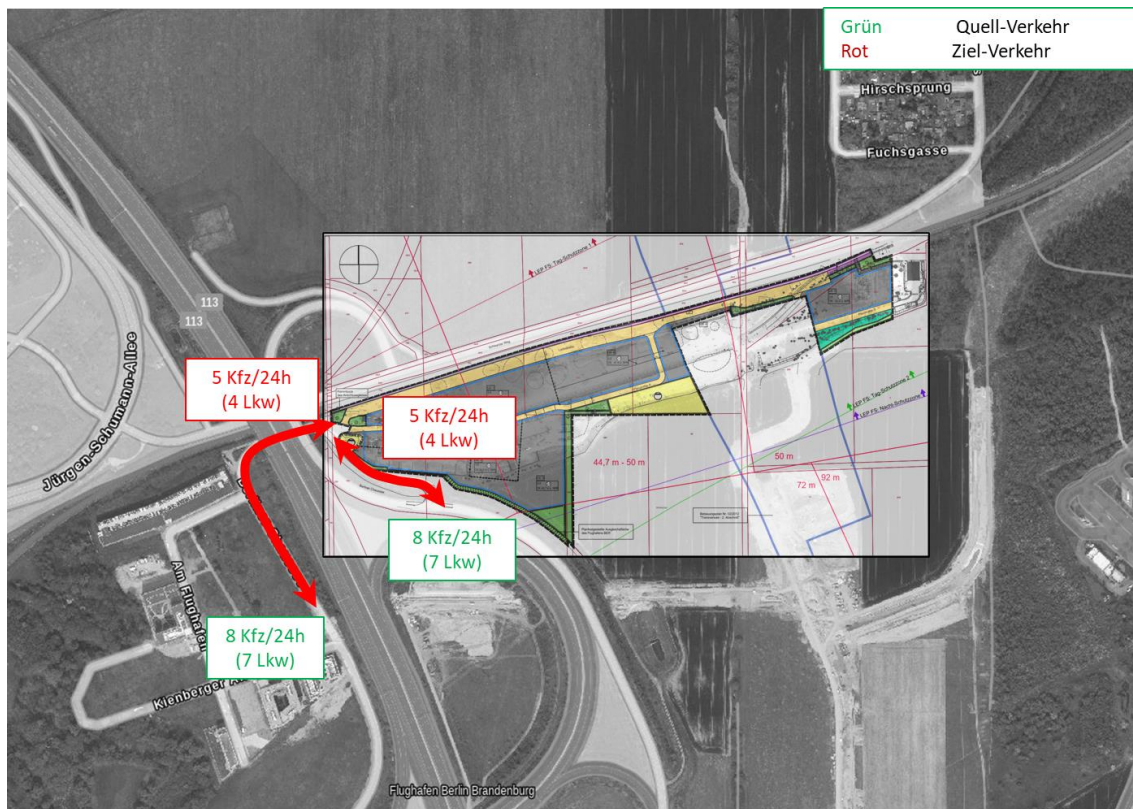 Grün Quell-Verkehr
Rot Ziel-Verkehr
Hirschsprung
Fuchsgasse
LEP FS: Tag-Schutzzone 1
113
113
Jürgen-Schumann-Allee
5 Kfz/24h
(4 Lkw)
5 Kfz/24h
(4 Lkw)
LEP FS: Tag-Schutzzone 2
LEP FS: Nacht-Schutzzone
44,7 m - 50 m
50 m
92 m
72 m
8 Kfz/24h
(7 Lkw)
Am Flughafen
8 Kfz/24h
(7 Lkw)
Kienberger
Flughafen Berlin Brandenburg